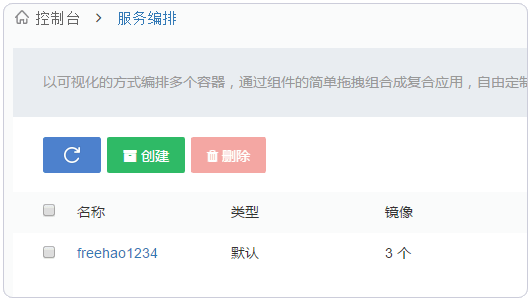 控制台 > 服务编排
以可视化的方式编排多个容器，通过组件的简单拖拽组合成复合应用，自由定制
创建 删除
名称 类型 镜像
freehao1234 默认 3 个